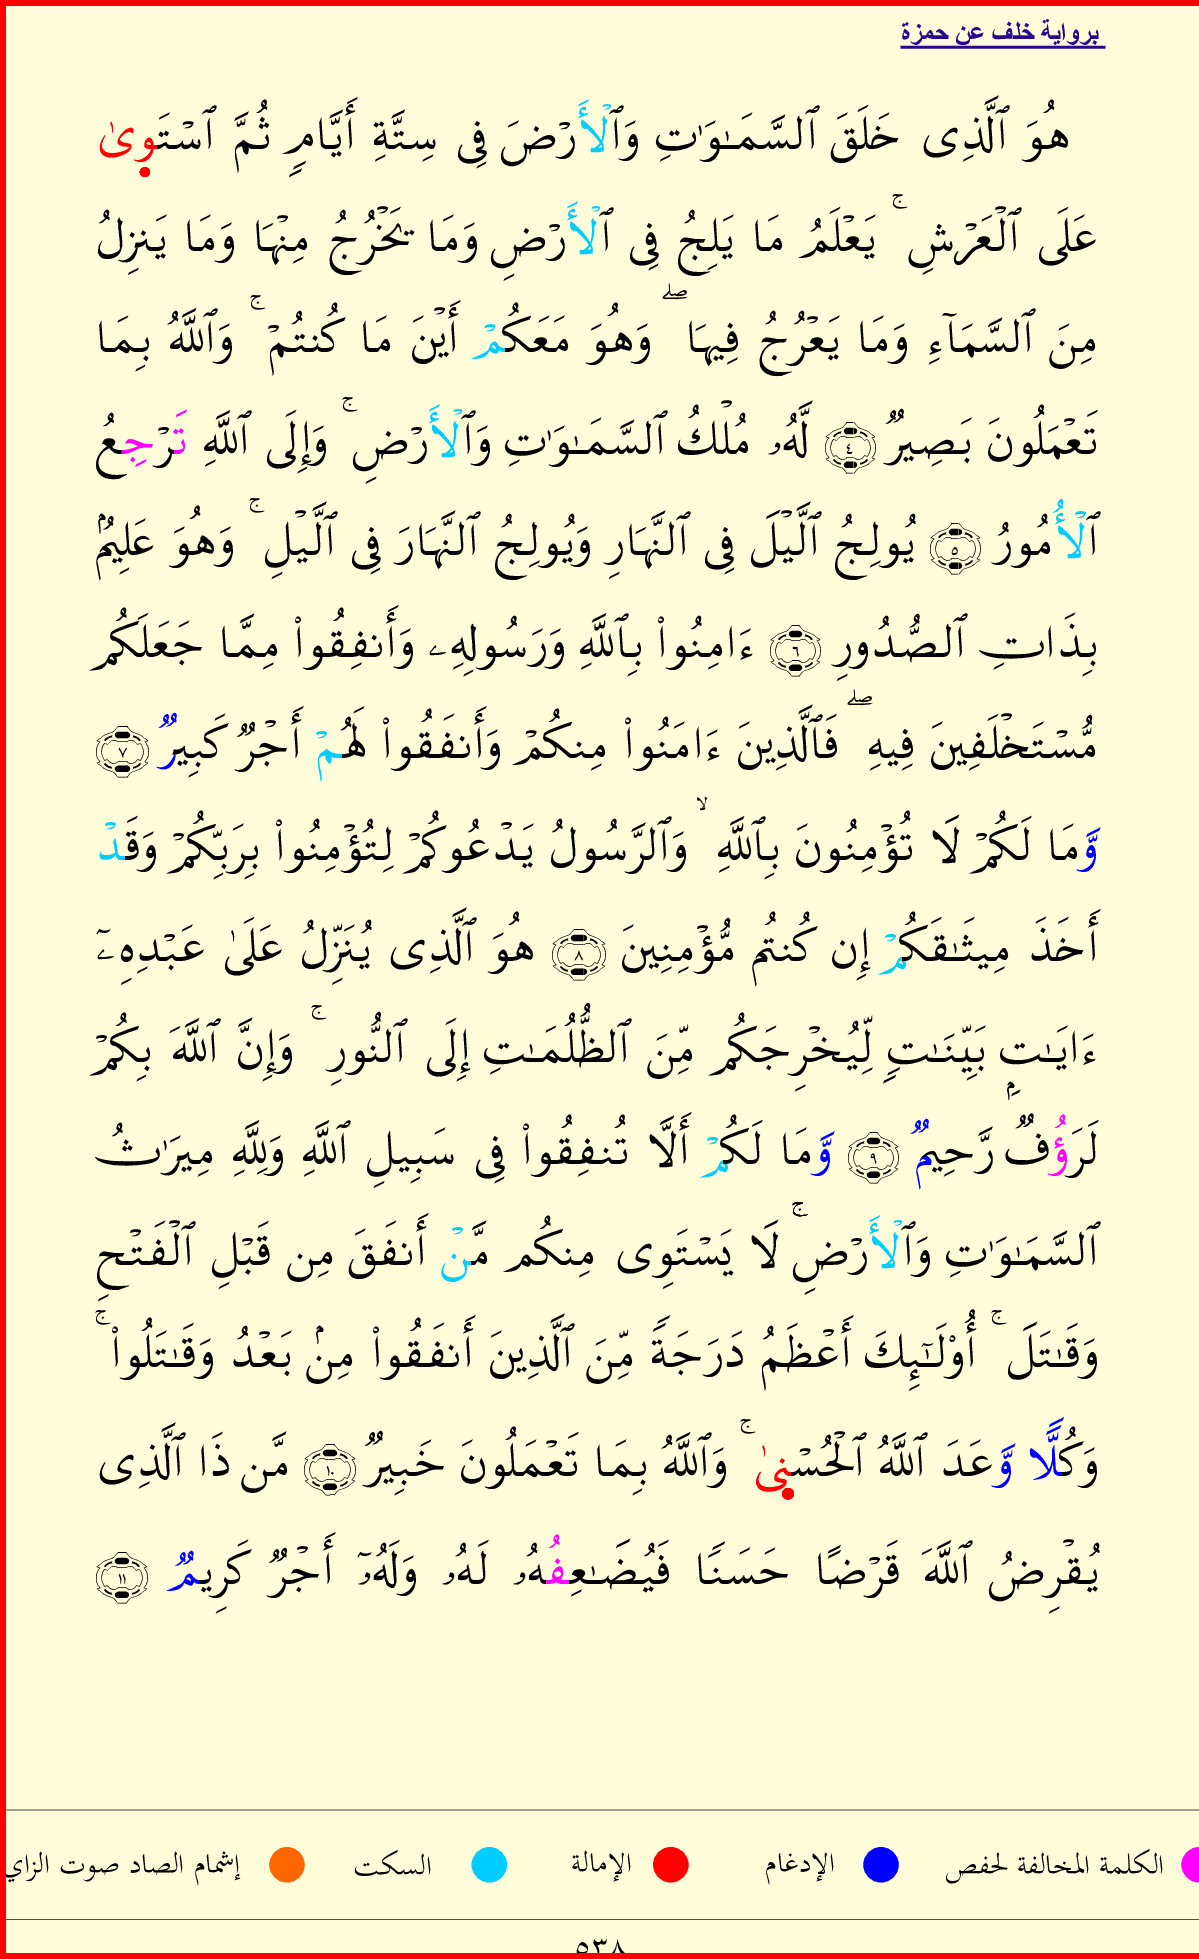 برواية خلف عن حمزة
هُوَ ٱلَّذِى خَلَقَ ٱلسَّمَـٰوَٰتِ وَٱلْأَرْضَ فِى سِتَّةِ أَيَّامٍ ثُمَّ ٱسْتَوِىٰ
عَلَى ٱلْعَرْشِ ۚ يَعْلَمُ مَا يَلِجُ فِى ٱلْأَرْضِ وَمَا يَخْرُجُ مِنْهَا وَمَا يَنزِلُ
مِنَ ٱلسَّمَآءِ وَمَا يَعْرُجُ فِيهَا ۖ وَهُوَ مَعَكُمْ أَيْنَ مَا كُنتُمْ ۚ وَٱللَّهُ بِمَا
تَعْمَلُونَ بَصِيرٌ ٤ لَّهُۥ مُلْكُ ٱلسَّمَـٰوَٰتِ وَٱلْأَرْضِ ۚ وَإِلَى ٱللَّهِ تَرْجِعُ
ٱلْأُمُورُ ٥ يُولِجُ ٱلَّيْلَ فِى ٱلنَّهَارِ وَيُولِجُ ٱلنَّهَارَ فِى ٱلَّيْلِ ۚ وَهُوَ عَلِيمُۢ
بِذَاتِ ٱلصُّدُورِ ٦ ءَامِنُوا۟ بِٱللَّهِ وَرَسُولِهِۦ وَأَنفِقُوا۟ مِمَّا جَعَلَكُم
مُّسْتَخْلَفِينَ فِيهِ ۖ فَٱلَّذِينَ ءَامَنُوا۟ مِنكُمْ وَأَنفَقُوا۟ لَهُمْ أَجْرٌ كَبِيرٌ ٧
وَّمَا لَكُمْ لَا تُؤْمِنُونَ بِٱللَّهِ ۙ وَٱلرَّسُولُ يَدْعُوكُمْ لِتُؤْمِنُوا۟ بِرَبِّكُمْ وَقَدْ
أَخَذَ مِيثَـٰقَكُمْ إِن كُنتُم مُّؤْمِنِينَ ٨ هُوَ ٱلَّذِى يُنَزِّلُ عَلَىٰ عَبْدِهِۦٓ
ءَايَـٰتِۭ بَيِّنَـٰتٍ لِّيُخْرِجَكُم مِّنَ ٱلظُّلُمَـٰتِ إِلَى ٱلنُّورِ ۚ وَإِنَّ ٱللَّهَ بِكُمْ
لَرَؤُفٌ رَّحِيمٌ ٩ وَّمَا لَكُمْ أَلَّا تُنفِقُوا۟ فِى سَبِيلِ ٱللَّهِ وَلِلَّهِ مِيرَٰثُ
ٱلسَّمَـٰوَٰتِ وَٱلْأَرْضِ ۚ لَا يَسْتَوِى مِنكُم مَّنْ أَنفَقَ مِن قَبْلِ ٱلْفَتْحِ
وَقَـٰتَلَ ۚ أُو۟لَـٰٓئِكَ أَعْظَمُ دَرَجَةً مِّنَ ٱلَّذِينَ أَنفَقُوا۟ مِنۢ بَعْدُ وَقَـٰتَلُوا۟ ۚ
وَكُلًّا وَّعَدَ ٱللَّهُ ٱلْحُسْنِىٰ ۚ وَٱللَّهُ بِمَا تَعْمَلُونَ خَبِيرٌ ١٠ مَّن ذَا ٱلَّذِى
يُقْرِضُ ٱللَّهَ قَرْضًا حَسَنًا فَيُضَـٰعِفُهُۥ لَهُۥ وَلَهُۥٓ أَجْرٌ كَرِيمٌ ١١
الكلمة المخالفة لحفص الإدغام الإمالة السكت إشمام الصاد صوت الزاي
٥٣٨